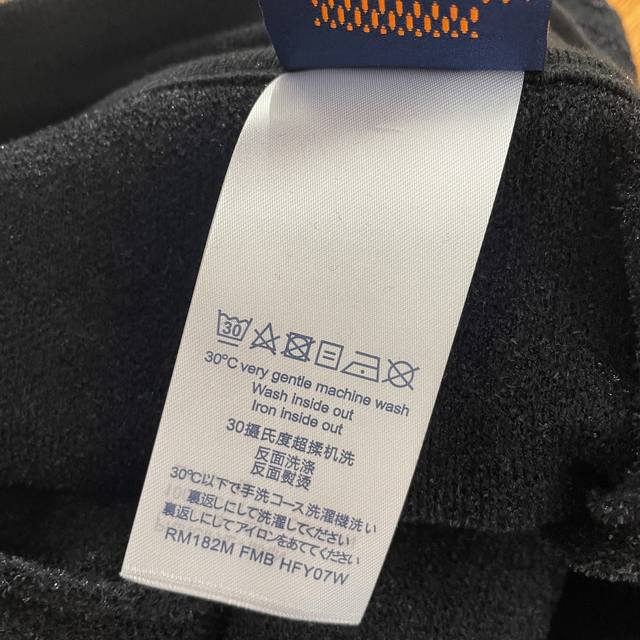 30
30°C very gentle machine wash
Wash inside out
Iron inside out
30摄氏度超揉机洗
反面洗涤
反面熨烫
30℃以下で手洗コース洗濯機洗い
裏返しにして洗濯してください
裏返しにしてアイロンをあててください
RM182M FMB HFY07W